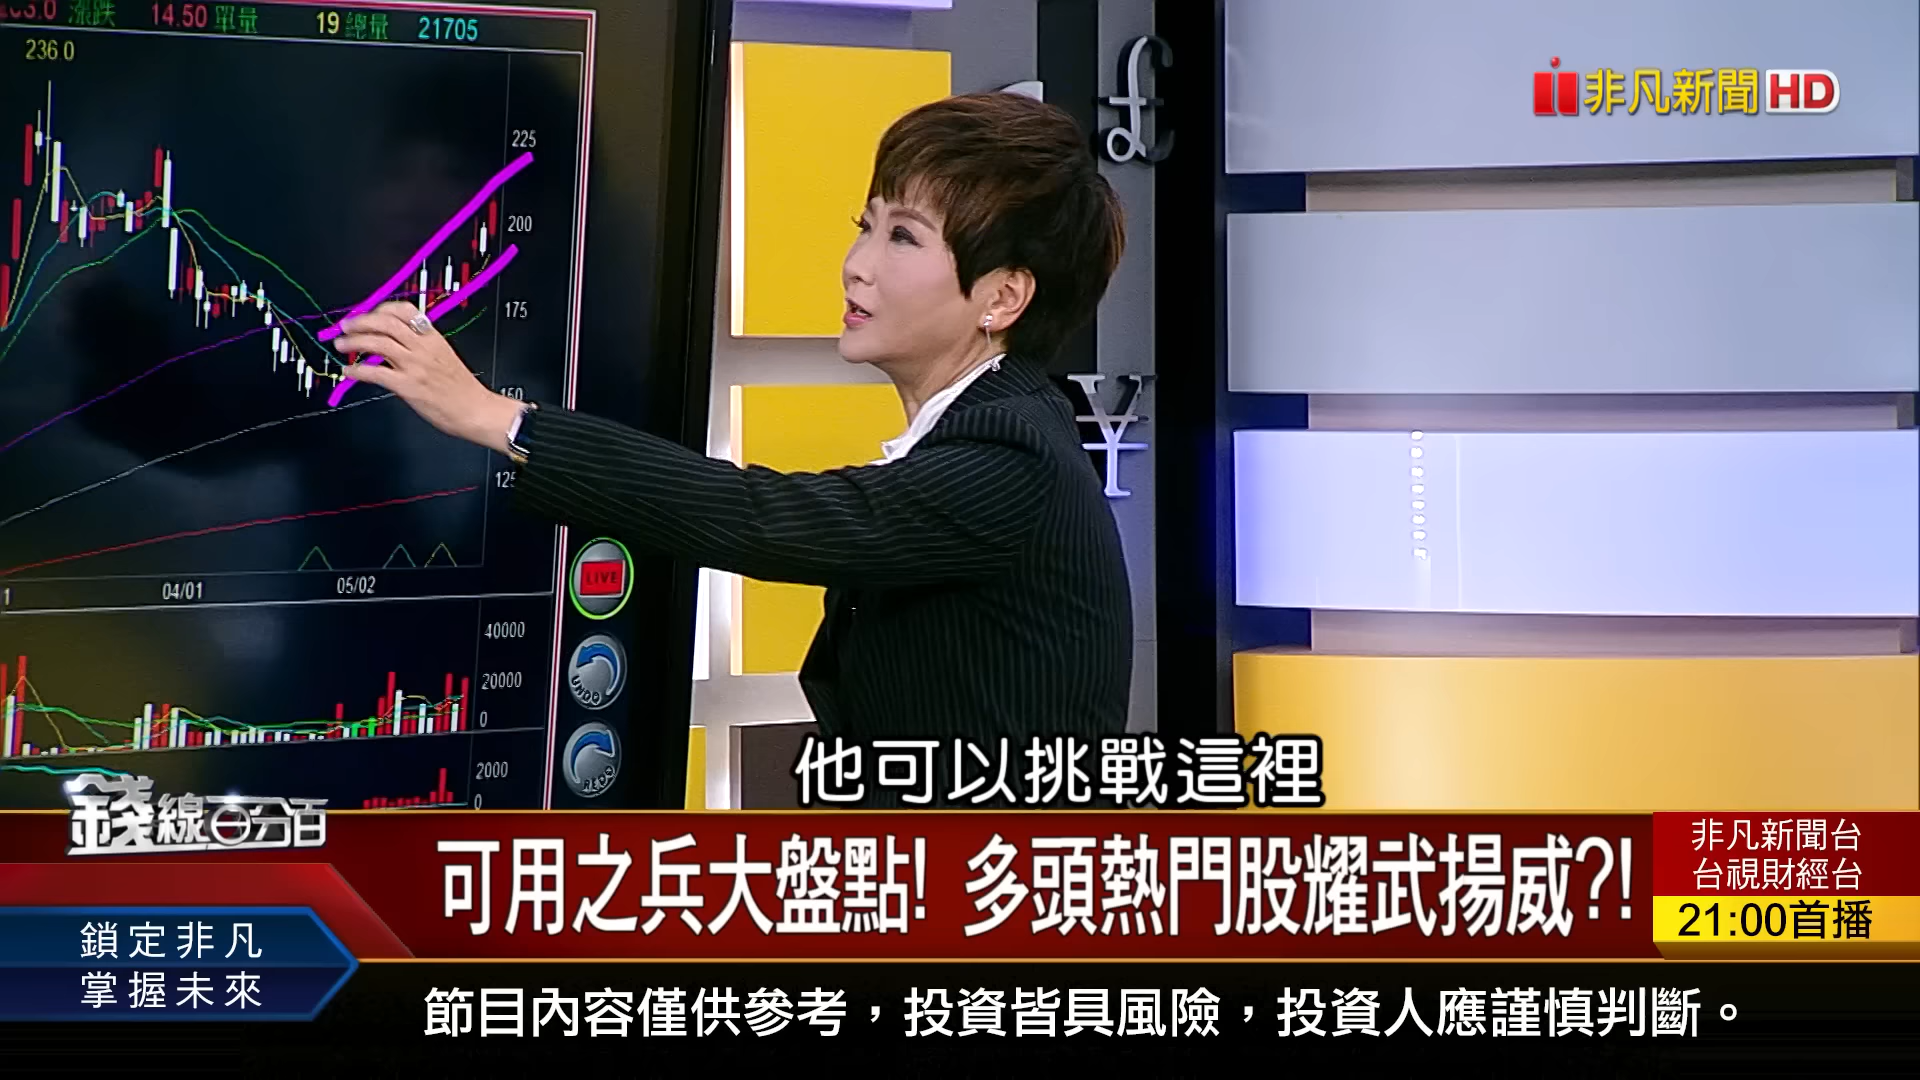 漲跌 14.50 單量 19 總量 21705
236.0
225
200
175
150
125
04/01
05/02
40000
20000
0
2000
0
LIVE
UNDO
REDO
£
¥
非凡新聞HD
他可以挑戰這裡
錢線百分百
可用之兵大盤點! 多頭熱門股耀武揚威?!
非凡新聞台
台視財經台
21:00首播
鎖定非凡
掌握未來
節目內容僅供參考，投資皆具風險，投資人應謹慎判斷。